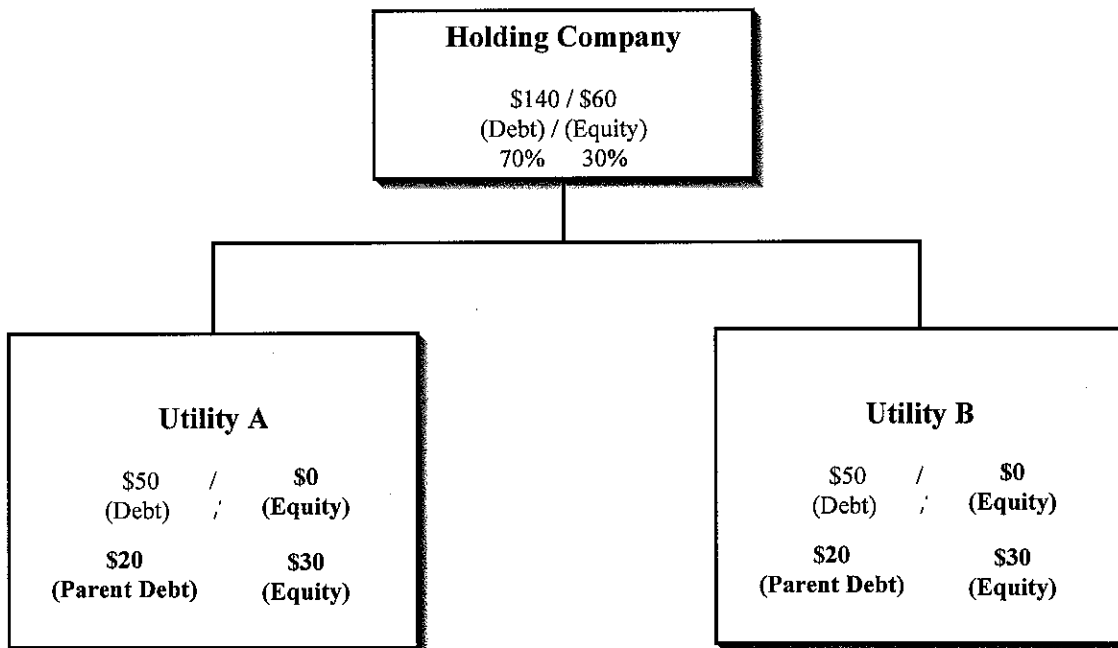 Holding Company
$140 / $60
(Debt) / (Equity)
70% 30%
Utility A
$50 / $0
(Debt) (Equity)
$20 $30
(Parent Debt) (Equity)
Utility B
$50 / $0
(Debt) (Equity)
$20 $30
(Parent Debt) (Equity)